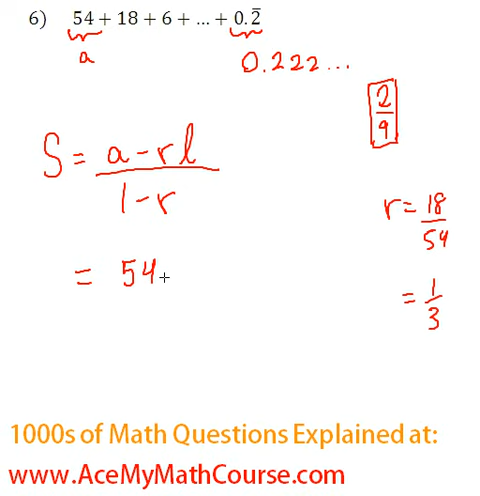 6) 54 + 18 + 6 + ... + 0.2̅
a 0.222...
2/9
S = a - rl / 1 - r
r = 18/54
= 54
= 1/3
1000s of Math Questions Explained at:
www.AceMyMathCourse.com